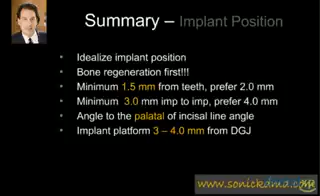 Summary – Implant Position
• Idealize implant position
• Bone regeneration first!!!
• Minimum 1.5 mm from teeth, prefer 2.0 mm
• Minimum 3.0 mm imp to imp, prefer 4.0 mm
• Angle to the palatal of incisal line angle
• Implant platform 3 – 4.0 mm from DGJ
www.sonickdma.com